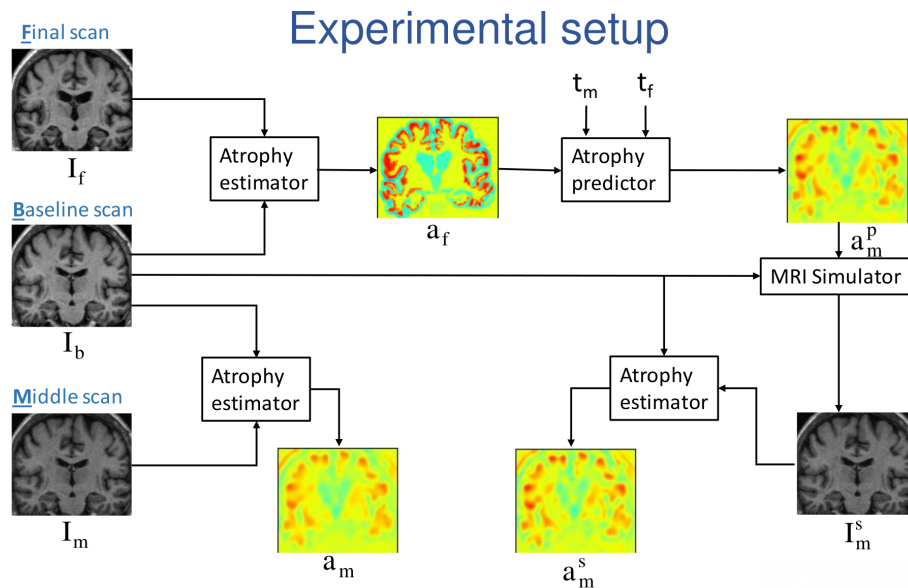 Experimental setup
Final scan
I_f
Baseline scan
I_b
Middle scan
I_m
Atrophy
estimator
a_f
t_m
t_f
Atrophy
predictor
a_m^p
MRI Simulator
Atrophy
estimator
a_m
Atrophy
estimator
a_m^s
I_m^s